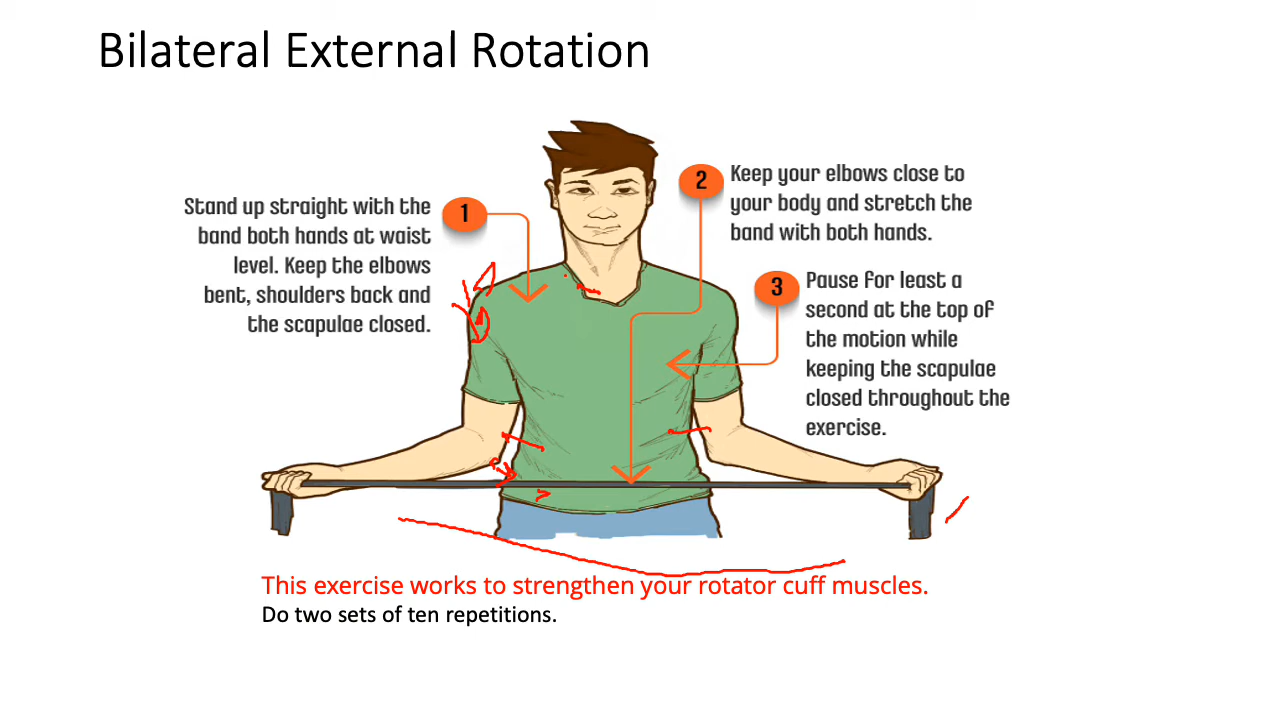 Bilateral External Rotation
1
Stand up straight with the
band both hands at waist
level. Keep the elbows
bent, shoulders back and
the scapulae closed.
2
Keep your elbows close to
your body and stretch the
band with both hands.
3
Pause for least a
second at the top of
the motion while
keeping the scapulae
closed throughout the
exercise.
This exercise works to strengthen your rotator cuff muscles.
Do two sets of ten repetitions.